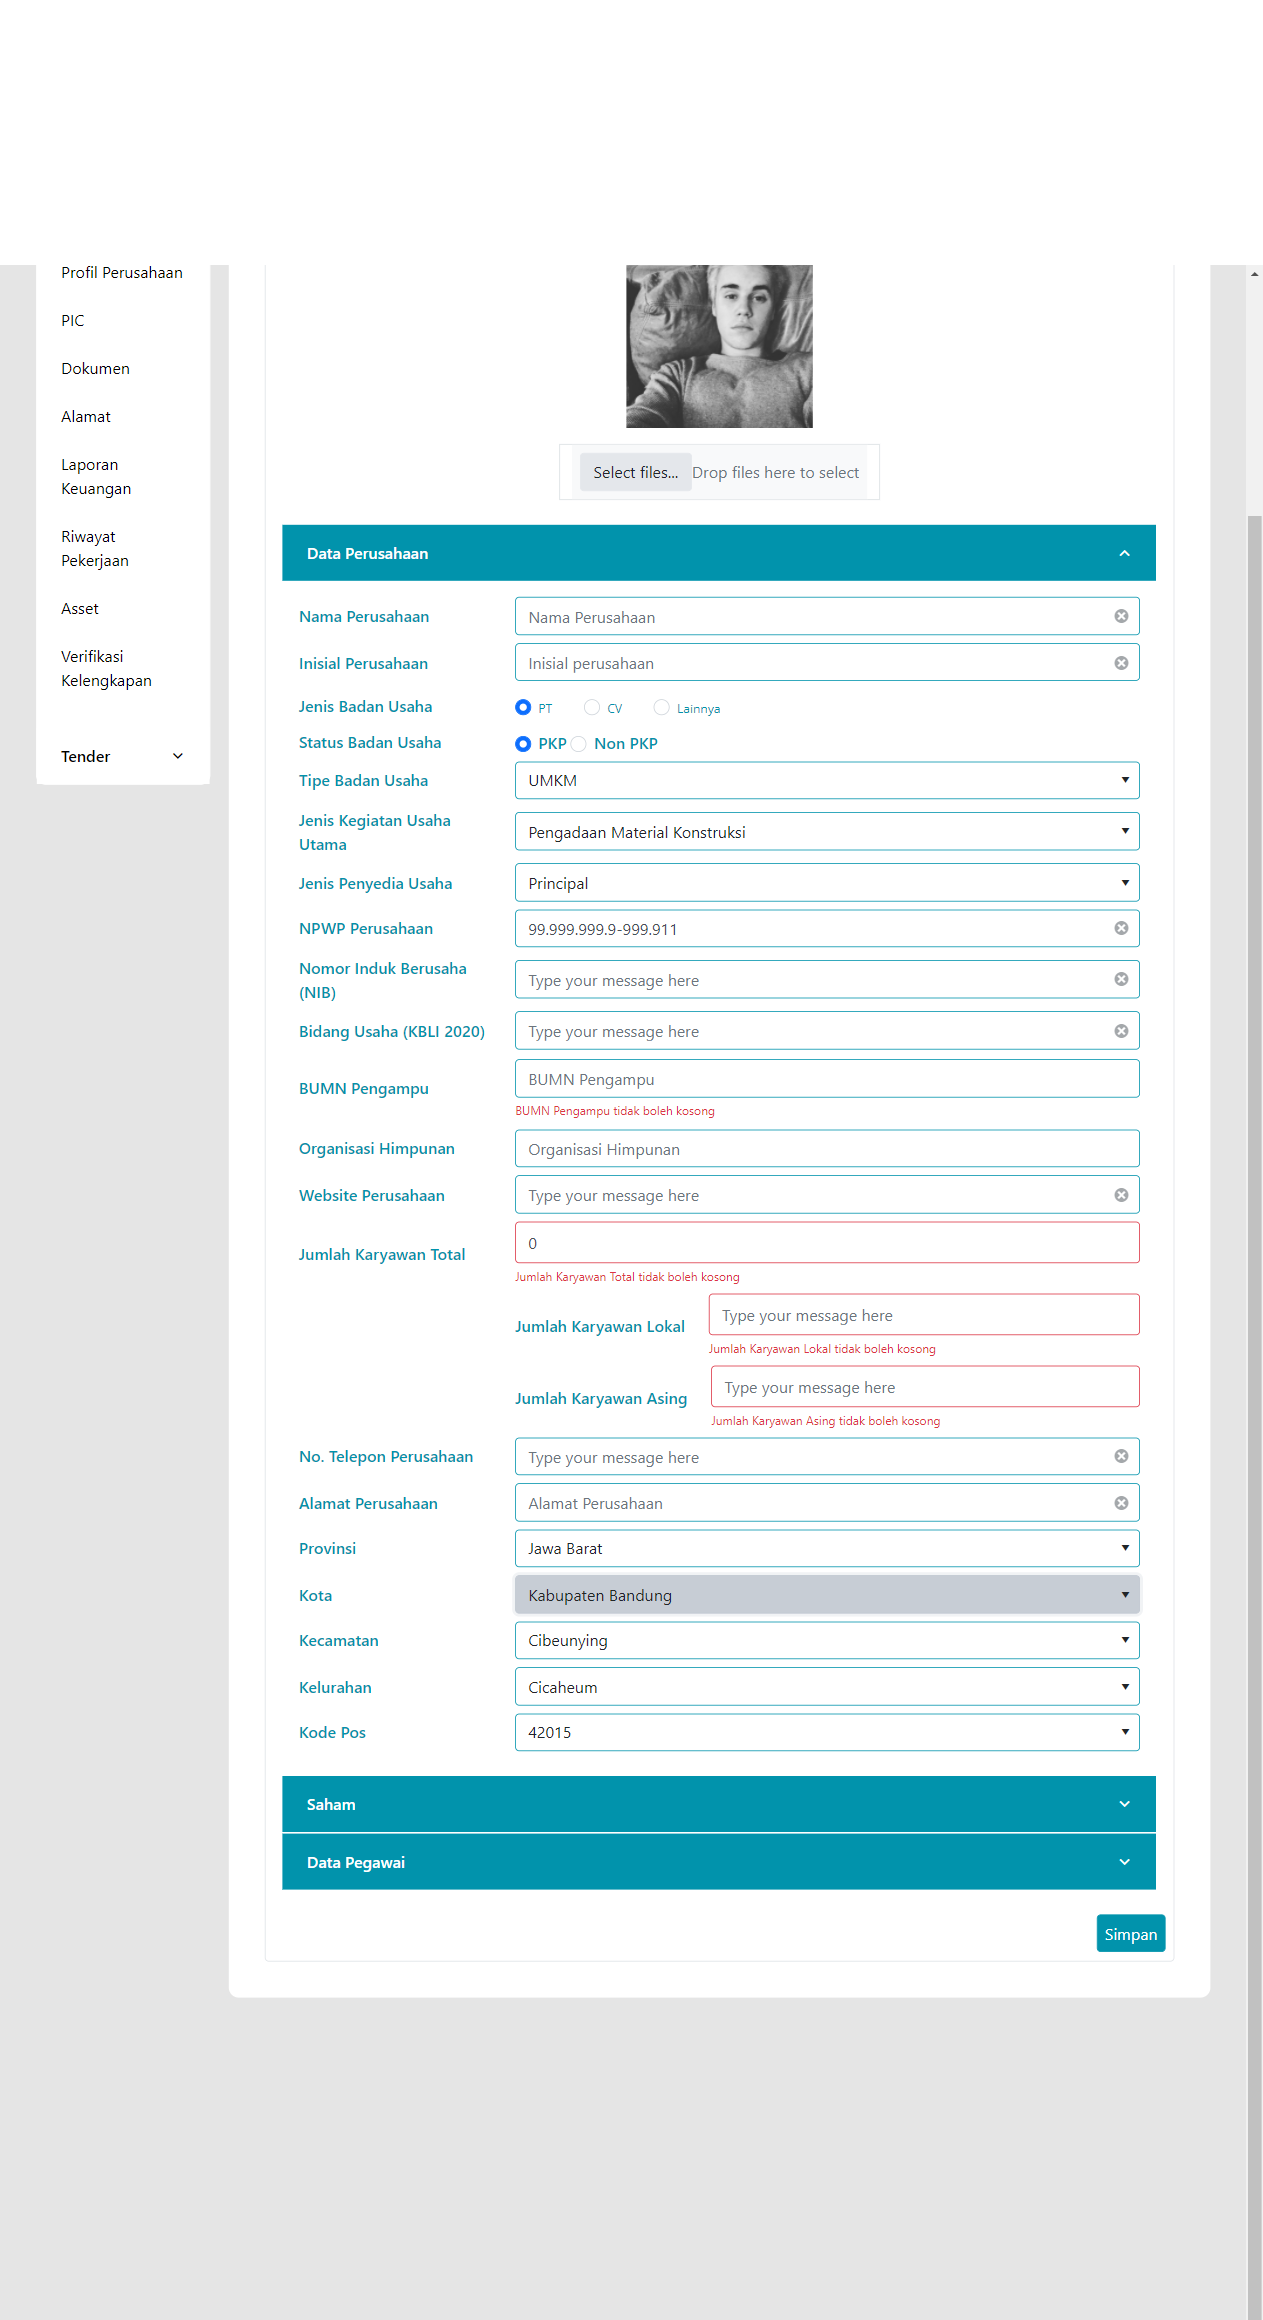 Profil Perusahaan
PIC
Dokumen
Alamat
Laporan
Keuangan
Riwayat
Pekerjaan
Asset
Verifikasi
Kelengkapan
Tender
Select files... Drop files here to select
Data Perusahaan
Nama Perusahaan Nama Perusahaan
Inisial Perusahaan Inisial perusahaan
Jenis Badan Usaha PT CV Lainnya
Status Badan Usaha PKP Non PKP
Tipe Badan Usaha UMKM
Jenis Kegiatan Usaha
Utama
Pengadaan Material Konstruksi
Jenis Penyedia Usaha Principal
NPWP Perusahaan 99.999.999.9-999.911
Nomor Induk Berusaha
(NIB)
Type your message here
Bidang Usaha (KBLI 2020) Type your message here
BUMN Pengampu BUMN Pengampu
BUMN Pengampu tidak boleh kosong
Organisasi Himpunan Organisasi Himpunan
Website Perusahaan Type your message here
Jumlah Karyawan Total 0
Jumlah Karyawan Total tidak boleh kosong
Jumlah Karyawan Lokal Type your message here
Jumlah Karyawan Lokal tidak boleh kosong
Jumlah Karyawan Asing Type your message here
Jumlah Karyawan Asing tidak boleh kosong
No. Telepon Perusahaan Type your message here
Alamat Perusahaan Alamat Perusahaan
Provinsi Jawa Barat
Kota Kabupaten Bandung
Kecamatan Cibeunying
Kelurahan Cicaheum
Kode Pos 42015
Saham
Data Pegawai
Simpan